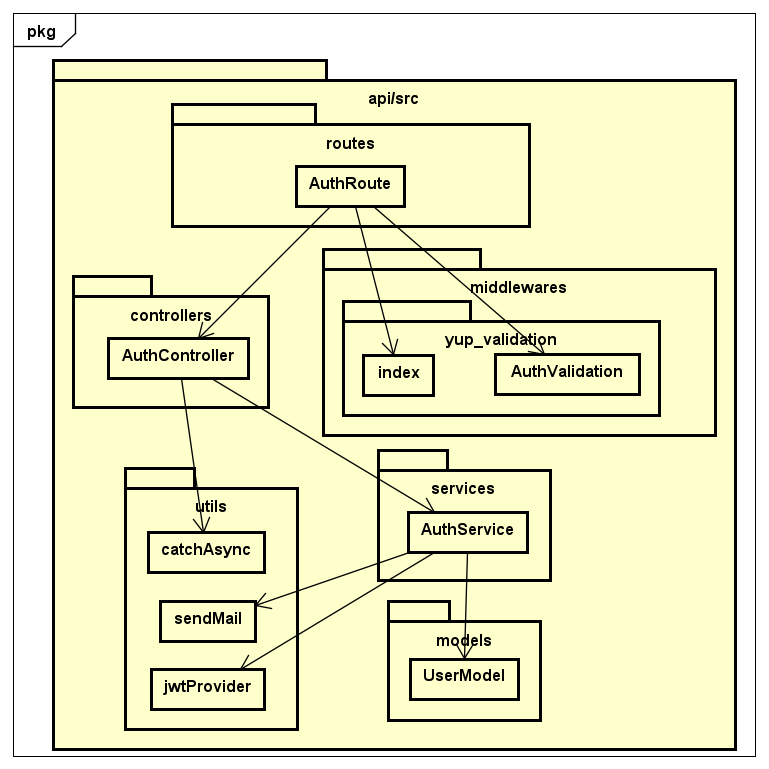 pkg
api/src
routes
AuthRoute
middlewares
controllers
yup_validation
AuthController
index
AuthValidation
services
utils
AuthService
catchAsync
sendMail
models
UserModel
jwtProvider